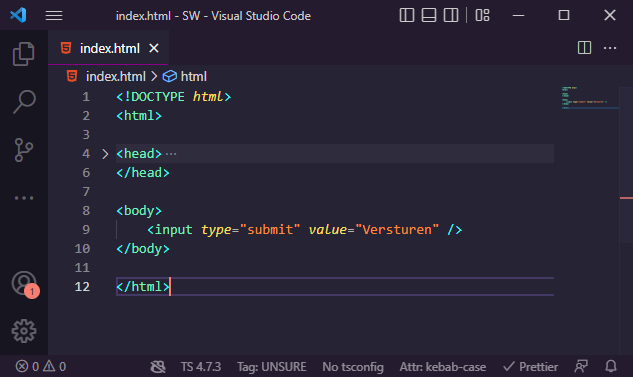 index.html - SW - Visual Studio Code
index.html
index.html > html
1 <!DOCTYPE html>
2 <html>
3
4 <head>···
6 </head>
7
8 <body>
9 <input type="submit" value="Versturen" />
10 </body>
11
12 </html>
1
0 0 TS 4.7.3 Tag: UNSURE No tsconfig Attr: kebab-case Prettier